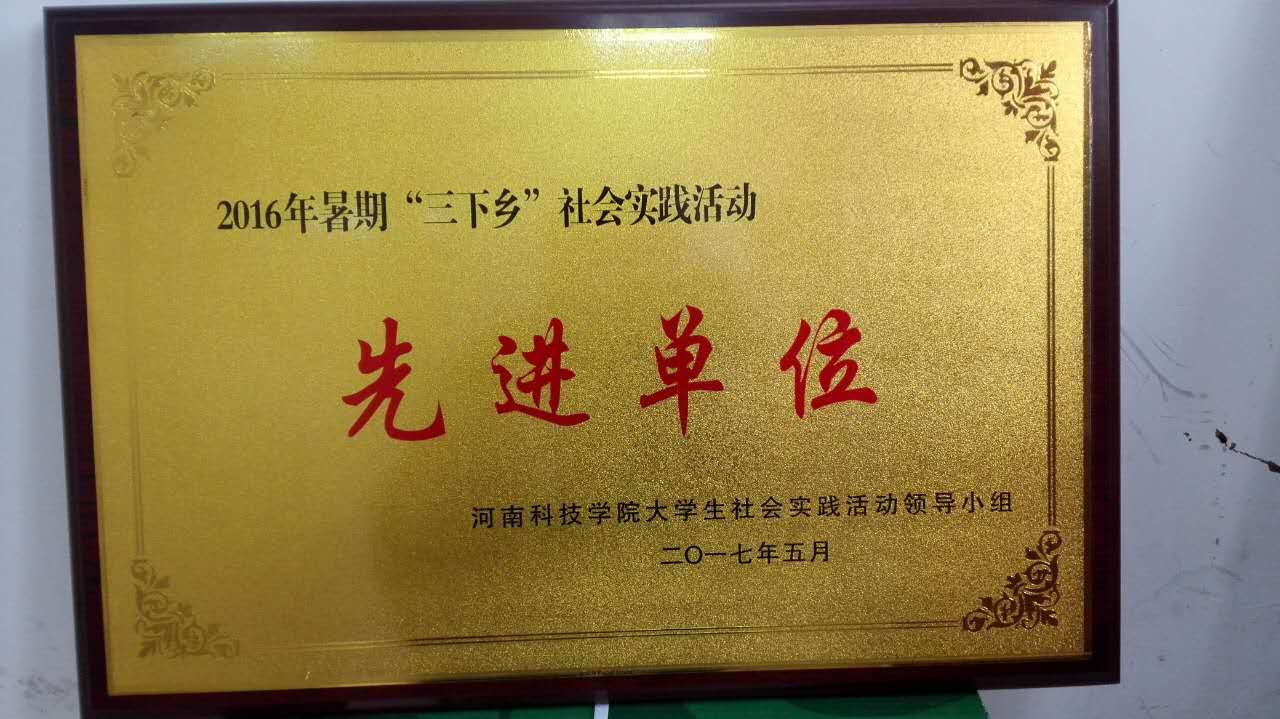 2016年暑期“三下乡”社会实践活动
先进单位
河南科技学院大学生社会实践活动领导小组
二〇一七年五月